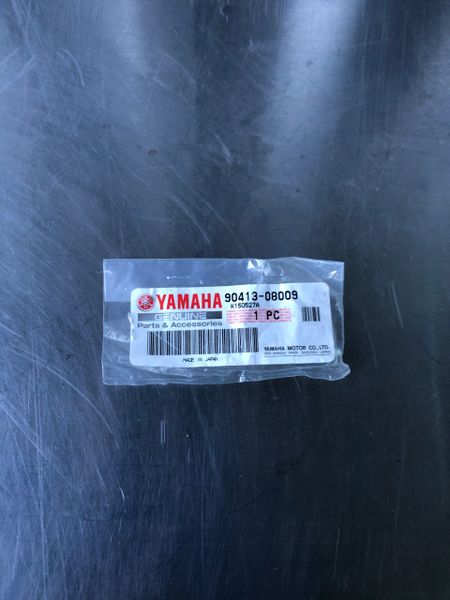 YAMAHA 90413-08009
K150527A
GENUINE 1 PC
Parts & Accessories
YAMAHA MOTOR CO., LTD.
MADE IN JAPAN